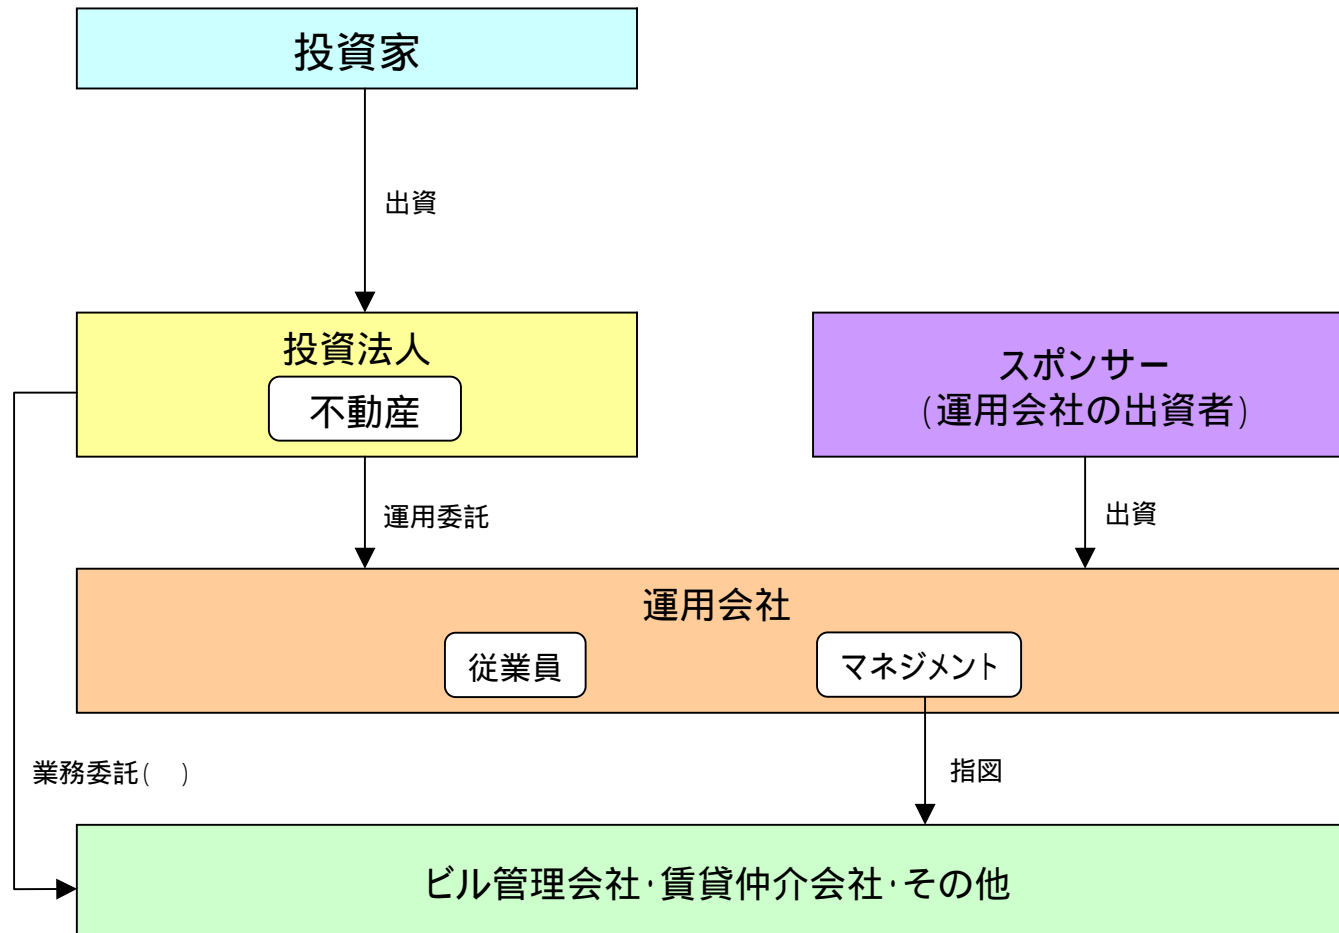 投資家
出資
投資法人
不動産
スポンサー
(運用会社の出資者)
運用委託
出資
運用会社
従業員
マネジメント
業務委託(　)
指図
ビル管理会社・賃貸仲介会社・その他